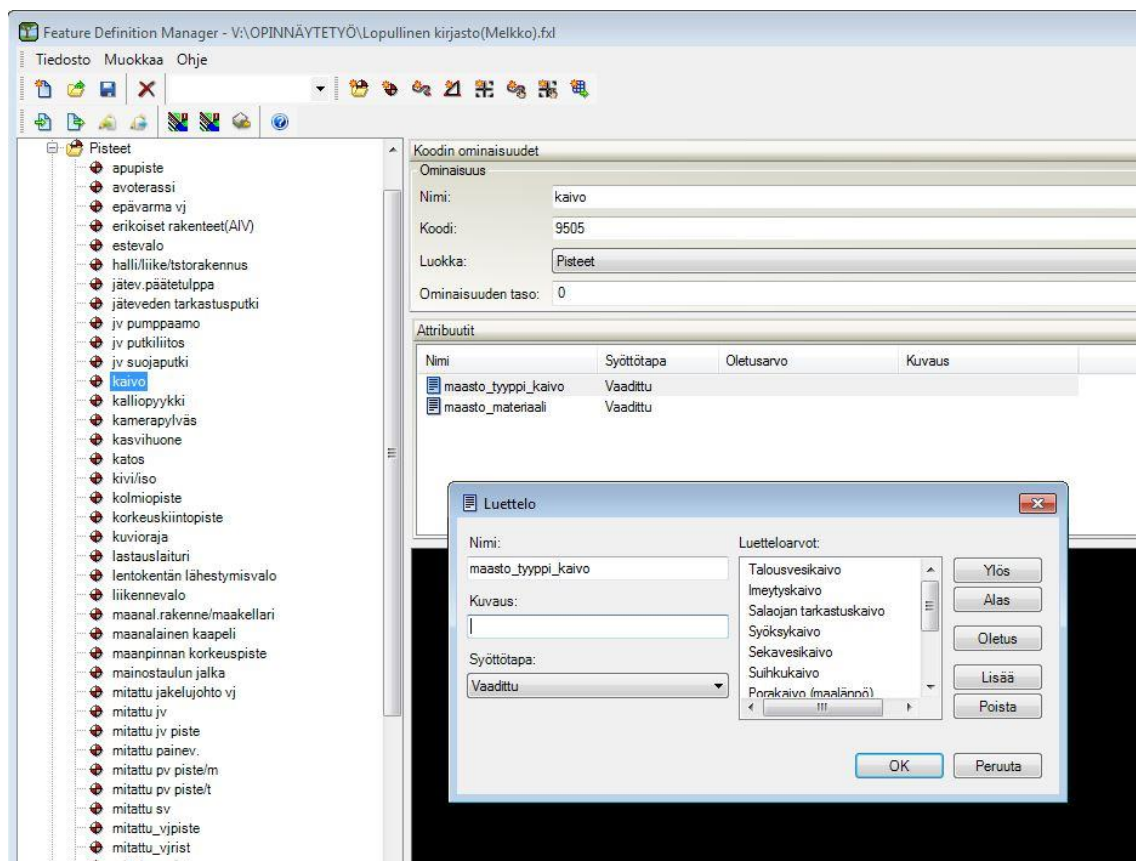 Feature Definition Manager - V:\OPINNÄYTETYÖ\Lopullinen kirjasto(Melkko).fxl
Tiedosto Muokkaa Ohje
Pisteet
apupiste
avoterassi
epävarma vj
erikoiset rakenteet(AIV)
estevalo
halli/liike/tstorakennus
jätev.päätetulppa
jäteveden tarkastusputki
jv pumppaamo
jv putkiliitos
jv suojaputki
kaivo
kalliopyykki
kamerapylväs
kasvihuone
katos
kivi/iso
kolmiopiste
korkeuskiintopiste
kuvioraja
lastauslaituri
lentokentän lähestymisvalo
liikennevalo
maanal.rakenne/maakellari
maanalainen kaapeli
maanpinnan korkeuspiste
mainostaulun jalka
mitattu jakelujohto vj
mitattu jv
mitattu jv piste
mitattu painev.
mitattu pv piste/m
mitattu pv piste/t
mitattu sv
mitattu_vjpiste
mitattu_vjrist
Koodin ominaisuudet
Ominaisuus
Nimi: kaivo
Koodi: 9505
Luokka: Pisteet
Ominaisuuden taso: 0
Attribuutit
Nimi Syöttötapa Oletusarvo Kuvaus
maasto_tyyppi_kaivo Vaadittu
maasto_materiaali Vaadittu
Luettelo
Nimi:
maasto_tyyppi_kaivo
Kuvaus:
Syöttötapa:
Vaadittu
Luetteloarvot:
Talousvesikaivo
Imeytyskaivo
Salaojan tarkastuskaivo
Syöksykaivo
Sekavesikaivo
Suihkukaivo
Porakaivo (maalänpö)
Ylös
Alas
Oletus
Lisää
Poista
OK Peruuta